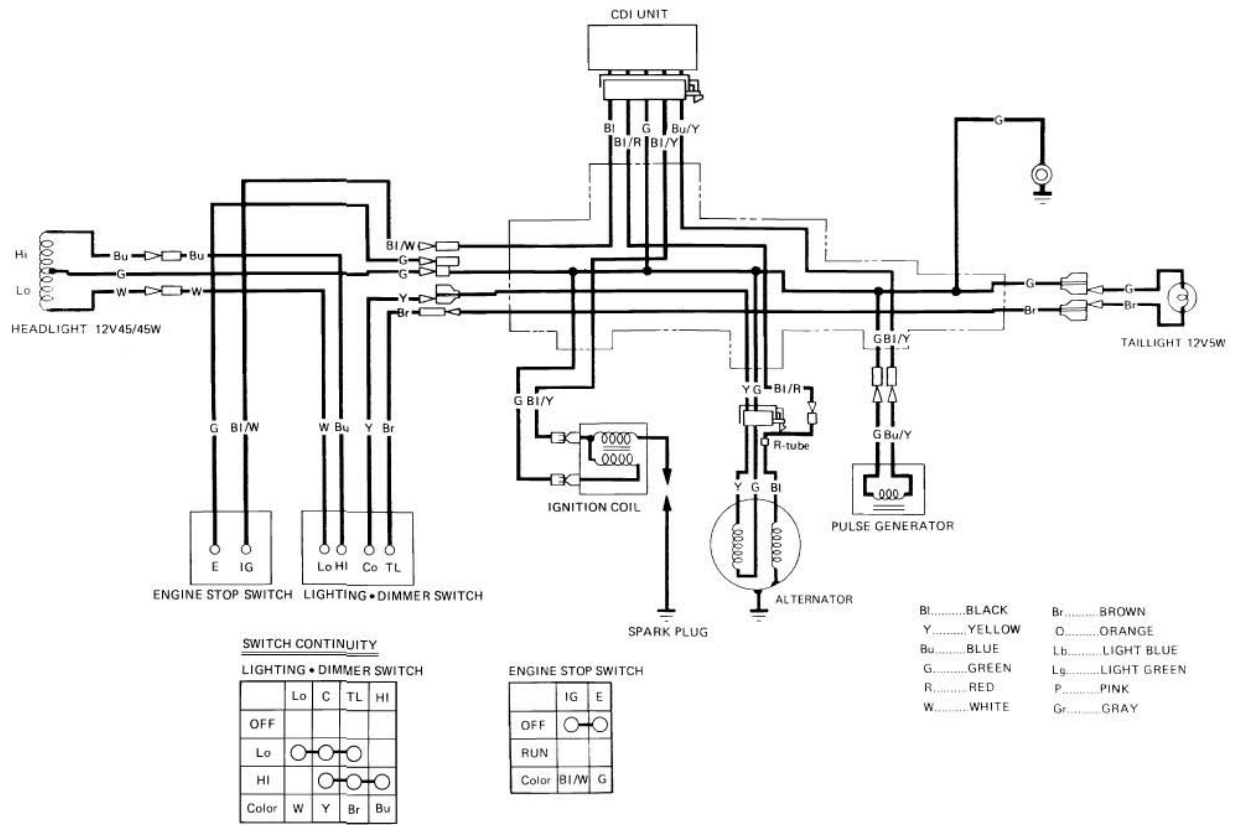 CDI UNIT
Bl G Bu/Y
Bl/R Bl/Y
G
Bl/W
Hi Bu Bu G
G G
Lo W W Y
Br
HEADLIGHT 12V45/45W
G G
Br Br
TAILLIGHT 12V5W
G Bl/Y
Y G Bl/R
G Bl/Y
G Bl/W W Bu Y Br
R-tube
G Bu/Y
Y G Bl
IGNITION COIL
PULSE GENERATOR
E IG Lo HI Co TL
ENGINE STOP SWITCH LIGHTING • DIMMER SWITCH
ALTERNATOR
SPARK PLUG
SWITCH CONTINUITY
LIGHTING • DIMMER SWITCH
Lo C TL HI
OFF
Lo
HI
Color W Y Br Bu
ENGINE STOP SWITCH
IG E
OFF
RUN
Color Bl/W G
Bl..........BLACK
Y..........YELLOW
Bu..........BLUE
G..........GREEN
R..........RED
W..........WHITE
Br..........BROWN
O..........ORANGE
Lb..........LIGHT BLUE
Lg..........LIGHT GREEN
P..........PINK
Gr..........GRAY